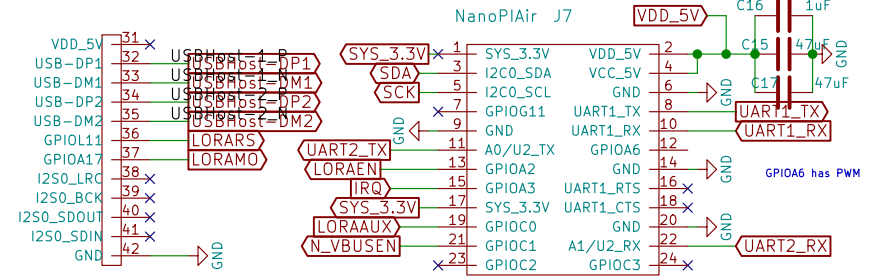 NanoPIAir J7
VDD_5V
C16 1uF
C15 47uF
C17 47uF
GND
VDD_5V 31
USB-DP1 32 USBHost-1-P USBHost-DP1
USB-DM1 33 USBHost-1-N USBHost-DM1
USB-DP2 34 USBHost-2-P USBHost-DP2
USB-DM2 35 USBHost-2-N USBHost-DM2
GPIOL11 36 LORARS
GPIOA17 37 LORAMO
I2S0_LRC 38
I2S0_BCK 39
I2S0_SDOUT 40
I2S0_SDIN 41
GND 42 GND
SYS_3.3V 1 SYS_3.3V VDD_5V 2
SDA 3 I2C0_SDA VCC_5V 4
SCK 5 I2C0_SCL GND 6 GND
7 GPIOG11 UART1_TX 8 UART1_TX
GND 9 GND UART1_RX 10 UART1_RX
UART2_TX 11 A0/U2_TX GPIOA6 12
LORAEN 13 GPIOA2 GND 14 GND
IRQ 15 GPIOA3 UART1_RTS 16
SYS_3.3V 17 SYS_3.3V UART1_CTS 18
LORAAUX 19 GPIOC0 GND 20 GND
N_VBUSEN 21 GPIOC1 A1/U2_RX 22 UART2_RX
23 GPIOC2 GPIOC3 24
GPIOA6 has PWM